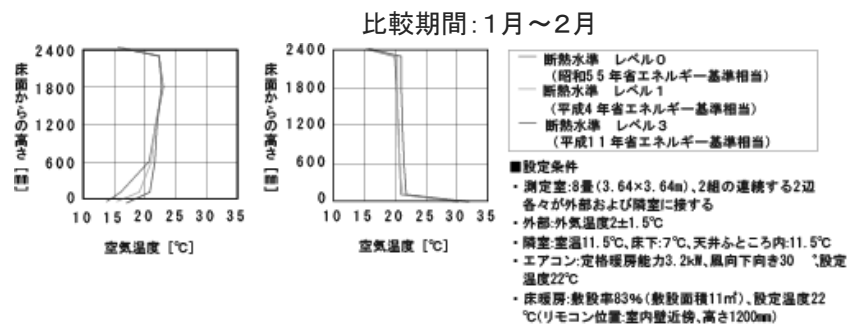 比較期間：１月～２月
床面からの高さ [㎜]
2400
1800
1200
600
0
10 15 20 25 30 35
空気温度 [℃]
床面からの高さ [㎜]
2400
1800
1200
600
0
10 15 20 25 30 35
空気温度 [℃]
断熱水準 レベル０
（昭和５５年省エネルギー基準相当）
断熱水準 レベル１
（平成４年省エネルギー基準相当）
断熱水準 レベル３
（平成１１年省エネルギー基準相当）
■設定条件
・測定室:8畳(3.64×3.64m)、2組の連続する2辺
各々が外部および隣室に接する
・外部:外気温度2±1.5℃
・隣室:室温11.5℃、床下:7℃、天井ふところ内:11.5℃
・エアコン:定格暖房能力3.2kW、風向下向き30 ゜、設定
温度22℃
・床暖房:敷設率83%(敷設面積11㎡)、設定温度22
℃(リモコン位置:室内壁近傍、高さ1200㎜)